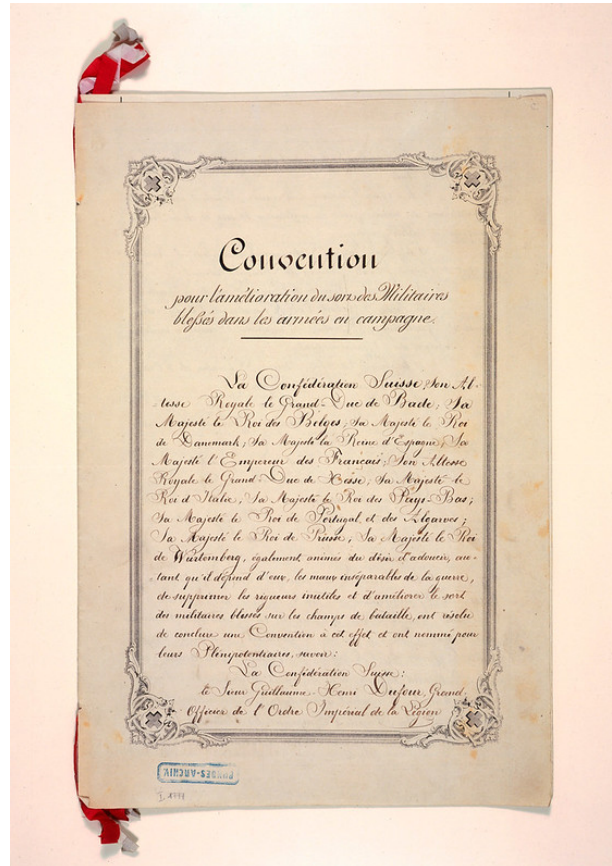 Convention
pour l'amélioration du sort des Militaires
blessés dans les armées en campagne.
La Confédération Suisse; Son Al-
tesse Royale le Grand-Duc de Bade; Sa
Majesté le Roi des Belges; Sa Majesté le Roi
de Danemark; Sa Majesté la Reine d'Espagne; Sa
Majesté l'Empereur des Français; Son Altesse
Royale le Grand-Duc de Hesse; Sa Majesté le
Roi d'Italie; Sa Majesté le Roi des Pays-Bas;
Sa Majesté le Roi de Portugal et des Algarves;
Sa Majesté le Roi de Prusse; Sa Majesté le Roi
de Wurtemberg, également animés du désir d'adoucir, au-
tant qu'il dépend d'eux, les maux inséparables de la guerre,
de supprimer les rigueurs inutiles et d'améliorer le sort
des militaires blessés sur les champs de bataille, ont résolu
de conclure une Convention à cet effet et ont nommé pour
leurs Plénipotentiaires, savoir:
La Confédération Suisse:
le Sieur Guillaume-Henri Dufour, Grand
Officier de l'Ordre Impérial de la Légion
BUNDES-ARCHIV